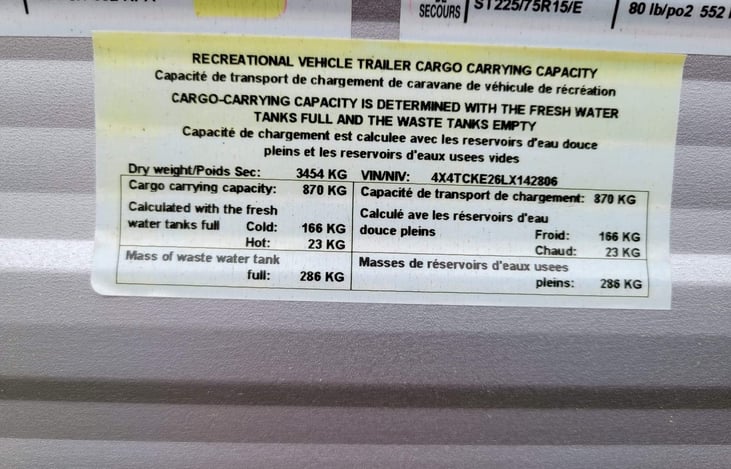 SECOURS ST225/75R15/E 80 lb/po2 552
RECREATIONAL VEHICLE TRAILER CARGO CARRYING CAPACITY
Capacité de transport de chargement de caravane de véhicule de récréation
CARGO-CARRYING CAPACITY IS DETERMINED WITH THE FRESH WATER
TANKS FULL AND THE WASTE TANKS EMPTY
Capacité de chargement est calculee avec les reservoirs d'eau douce
pleins et les reservoirs d'eaux usees vides
Dry weight/Poids Sec: 3454 KG VIN/NIV: 4X4TCKE26LX142806
Cargo carrying capacity: 870 KG
Calculated with the fresh
water tanks full Cold: 166 KG
Hot: 23 KG
Mass of waste water tank
full: 286 KG
Capacité de transport de chargement: 870 KG
Calculé ave les réservoirs d'eau
douce pleins Froid: 166 KG
Chaud: 23 KG
Masses de réservoirs d'eaux usees
pleins: 286 KG